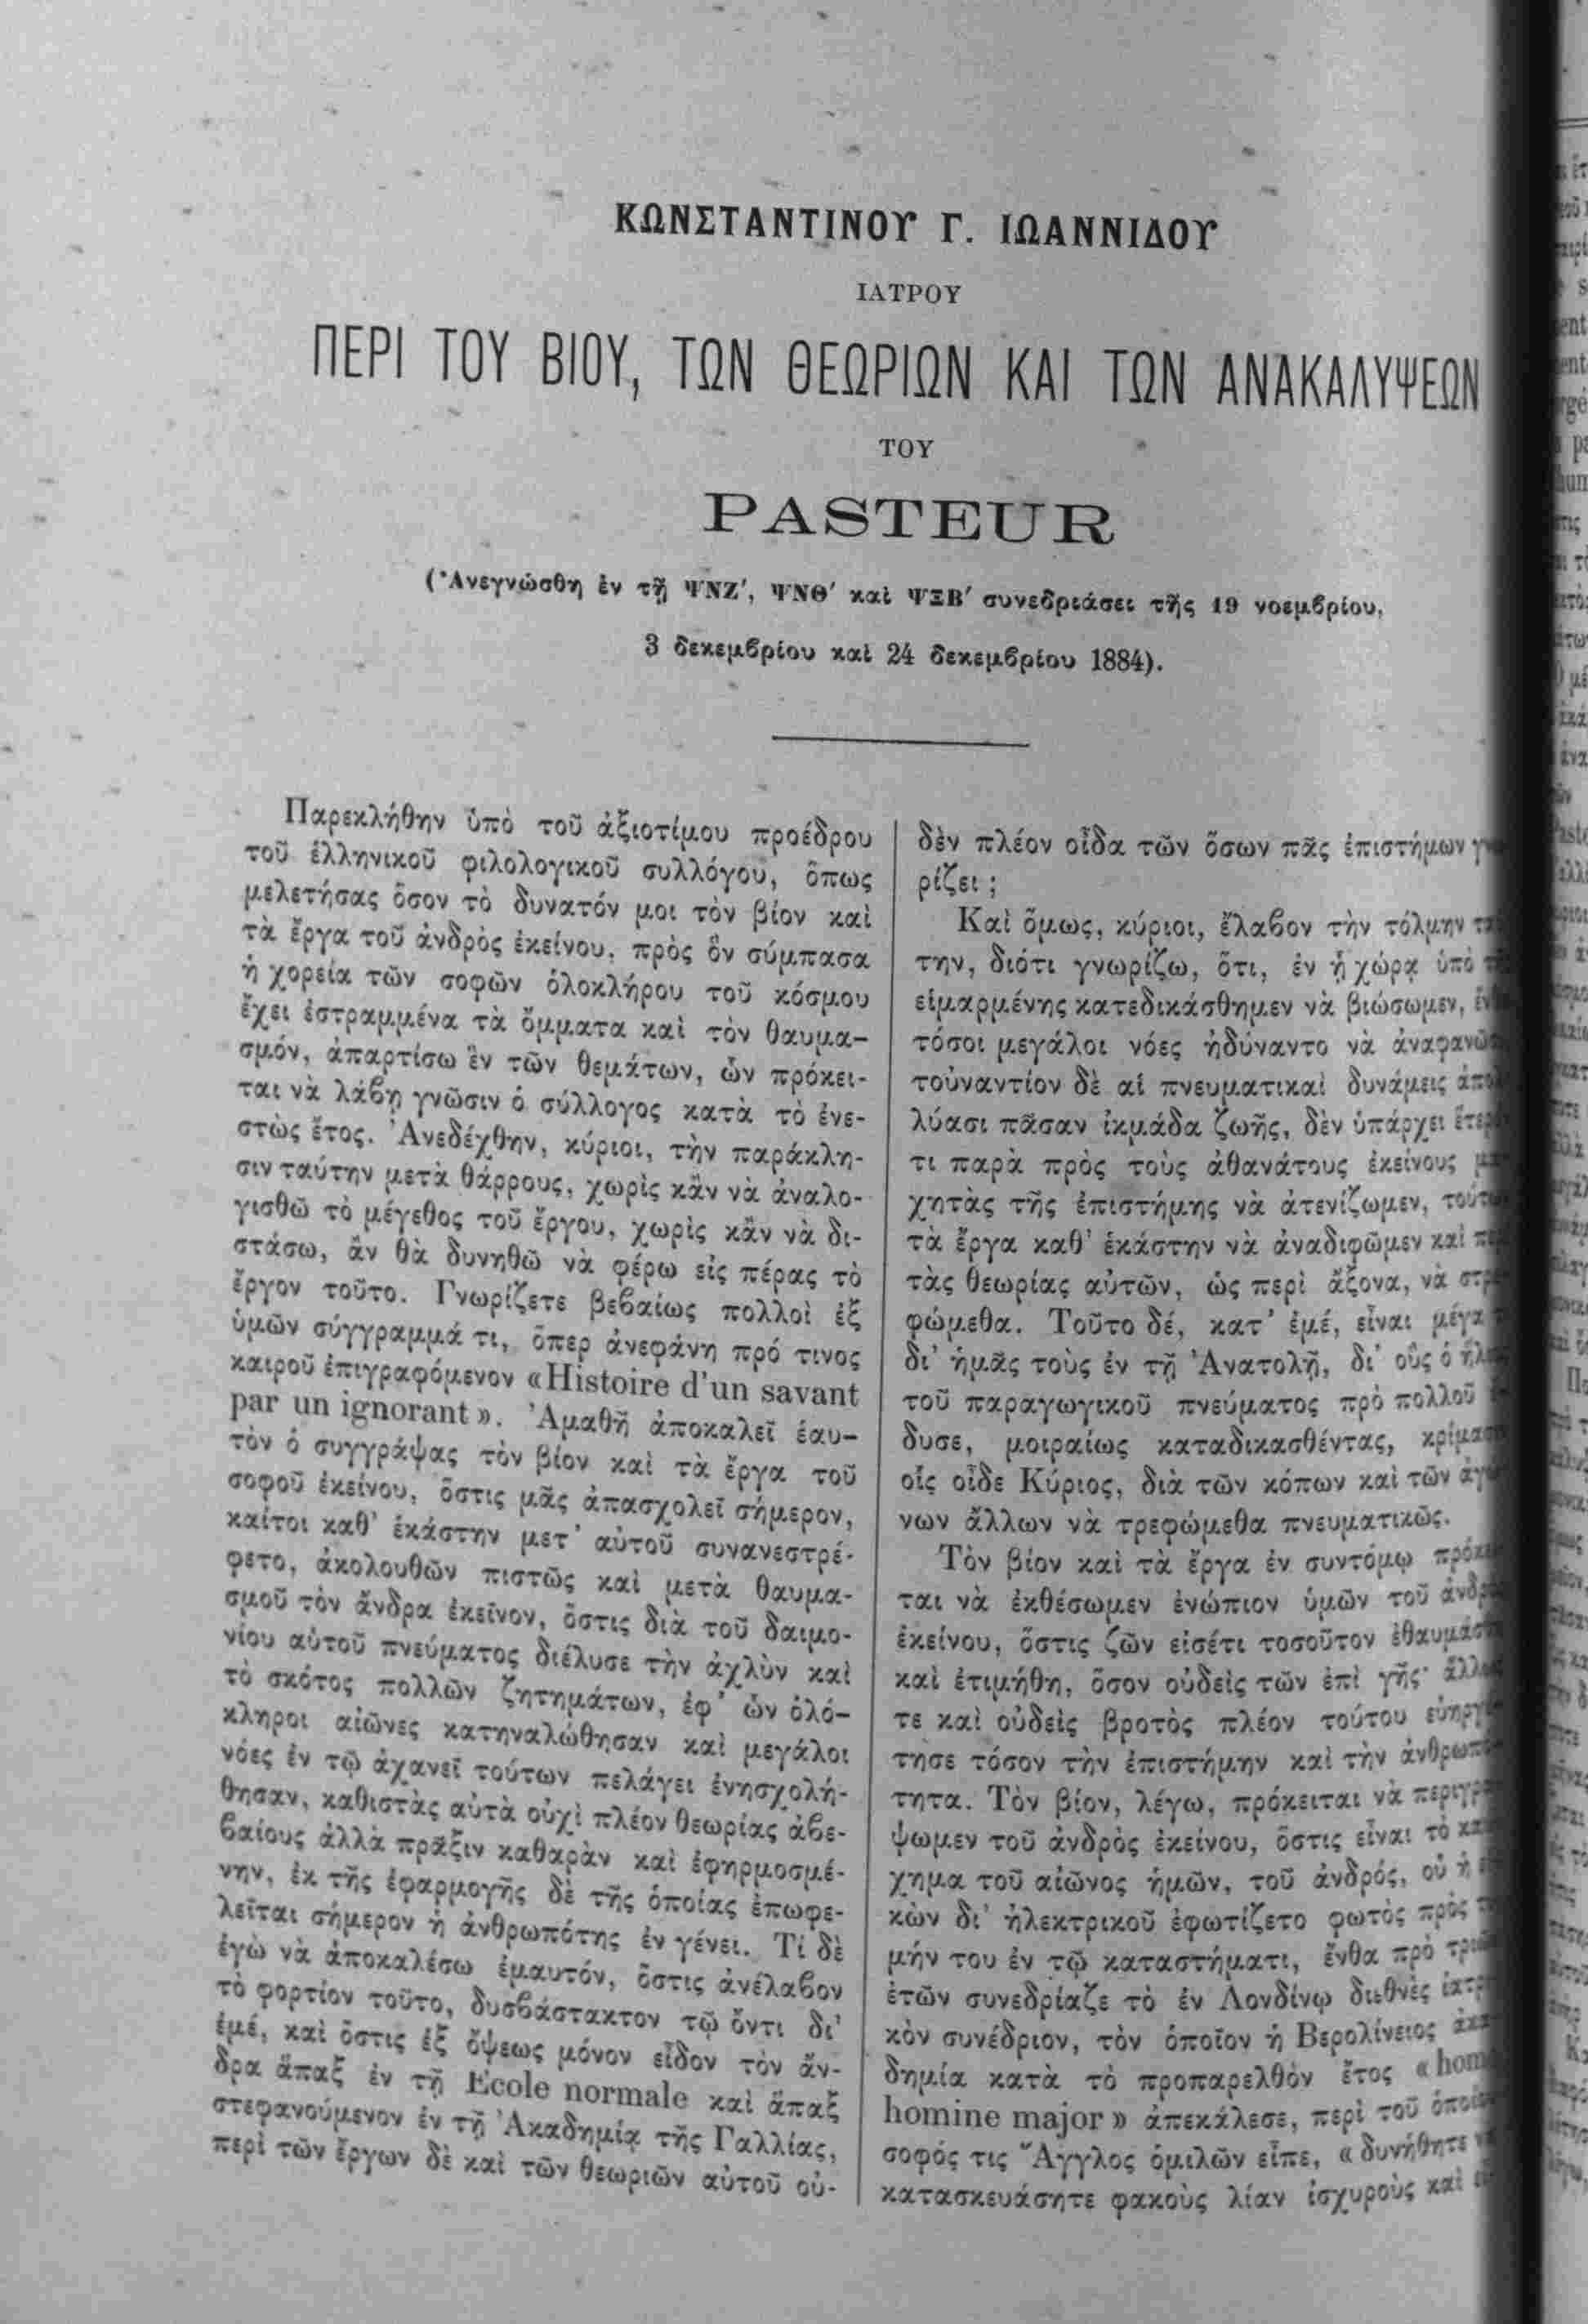 ΚΩΝΣΤΑΝΤΙΝΟΥ Γ. ΙΩΑΝΝΙΔΟΥ
ΙΑΤΡΟΥ
ΠΕΡΙ ΤΟΥ ΒΙΟΥ, ΤΩΝ ΘΕΩΡΙΩΝ ΚΑΙ ΤΩΝ ΑΝΑΚΑΛΥΨΕΩΝ
ΤΟΥ
PASTEUR
(Ἀνεγνώσθη ἐν τῇ ΨΝΖʹ, ΨΝΘʹ καὶ ΨΞΒʹ συνεδριάσει τῆς 19 νοεμβρίου,
3 δεκεμβρίου καὶ 24 δεκεμβρίου 1884).
Παρεκλήθην ὑπὸ τοῦ ἀξιοτίμου προέδρου
τοῦ ἑλληνικοῦ φιλολογικοῦ συλλόγου, ὅπως
μελετήσας ὅσον τὸ δυνατόν μοι τὸν βίον καὶ
τὰ ἔργα τοῦ ἀνδρὸς ἐκείνου, πρὸς ὃν σύμπασα
ἡ χορεία τῶν σοφῶν ὁλοκλήρου τοῦ κόσμου
ἔχει ἐστραμμένα τὰ ὄμματα καὶ τὸν θαυμα-
σμόν, ἀπαρτίσω ἓν τῶν θεμάτων, ὧν πρόκει-
ται νὰ λάβῃ γνῶσιν ὁ σύλλογος κατὰ τὸ ἐνε-
στὼς ἔτος. Ἀνεδέχθην, κύριοι, τὴν παράκλη-
σιν ταύτην μετὰ θάρρους, χωρὶς κἂν νὰ ἀναλο-
γισθῶ τὸ μέγεθος τοῦ ἔργου, χωρὶς κἂν νὰ δι-
στάσω, ἂν θὰ δυνηθῶ νὰ φέρω εἰς πέρας τὸ
ἔργον τοῦτο. Γνωρίζετε βεβαίως πολλοὶ ἐξ
ὑμῶν σύγγραμμά τι, ὅπερ ἀνεφάνη πρό τινος
καιροῦ ἐπιγραφόμενον «Histoire d'un savant
par un ignorant». Ἀμαθῆ ἀποκαλεῖ ἑαυ-
τὸν ὁ συγγράψας τὸν βίον καὶ τὰ ἔργα τοῦ
σοφοῦ ἐκείνου, ὅστις μᾶς ἀπασχολεῖ σήμερον,
καίτοι καθ' ἑκάστην μετ' αὐτοῦ συνανεστρέ-
φετο, ἀκολουθῶν πιστῶς καὶ μετὰ θαυμα-
σμοῦ τὸν ἄνδρα ἐκεῖνον, ὅστις διὰ τοῦ δαιμο-
νίου αὐτοῦ πνεύματος διέλυσε τὴν ἀχλὺν καὶ
τὸ σκότος πολλῶν ζητημάτων, ἐφ' ὧν ὁλό-
κληροι αἰῶνες κατηναλώθησαν καὶ μεγάλοι
νόες ἐν τῷ ἀχανεῖ τούτων πελάγει ἐνησχολή-
θησαν, καθιστὰς αὐτὰ οὐχὶ πλέον θεωρίας ἀβε-
βαίους ἀλλὰ πρᾶξιν καθαρὰν καὶ ἐφηρμοσμέ-
νην, ἐκ τῆς ἐφαρμογῆς δὲ τῆς ὁποίας ἐπωφε-
λεῖται σήμερον ἡ ἀνθρωπότης ἐν γένει. Τί δὲ
ἐγὼ νὰ ἀποκαλέσω ἐμαυτόν, ὅστις ἀνέλαβον
τὸ φορτίον τοῦτο, δυσβάστακτον τῷ ὄντι δι'
ἐμέ, καὶ ὅστις ἐξ ὄψεως μόνον εἶδον τὸν ἄν-
δρα ἅπαξ ἐν τῇ Ecole normale καὶ ἅπαξ
στεφανούμενον ἐν τῇ Ἀκαδημίᾳ τῆς Γαλλίας,
περὶ τῶν ἔργων δὲ καὶ τῶν θεωριῶν αὐτοῦ οὐ-
δὲν πλέον οἶδα τῶν ὅσων πᾶς ἐπιστήμων
ρίζει;
Καὶ ὅμως, κύριοι, ἔλαβον τὴν τόλμην
την, διότι γνωρίζω, ὅτι, ἐν ᾗ χώρᾳ ὑπὸ
εἱμαρμένης κατεδικάσθημεν νὰ βιώσωμεν,
τόσοι μεγάλοι νόες ἠδύναντο νὰ
τοὐναντίον δὲ αἱ πνευματικαὶ δυνάμεις
λύασι πᾶσαν ἰκμάδα ζωῆς, δὲν ὑπάρχει
τι παρὰ πρὸς τοὺς ἀθανάτους ἐκείνους
χητὰς τῆς ἐπιστήμης νὰ ἀτενίζωμεν,
τὰ ἔργα καθ' ἑκάστην νὰ ἀναδιφῶμεν καὶ
τὰς θεωρίας αὐτῶν, ὡς περὶ ἄξονα, νὰ
φώμεθα. Τοῦτο δέ, κατ' ἐμέ, εἶναι μέγα
δι' ἡμᾶς τοὺς ἐν τῇ Ἀνατολῇ, δι' οὓς ὁ
τοῦ παραγωγικοῦ πνεύματος πρὸ πολλοῦ
δυσε, μοιραίως καταδικασθέντας,
οἷς οἶδε Κύριος, διὰ τῶν κόπων καὶ τῶν
νων ἄλλων νὰ τρεφώμεθα πνευματικῶς.
Τὸν βίον καὶ τὰ ἔργα ἐν συντόμῳ
ται νὰ ἐκθέσωμεν ἐνώπιον ὑμῶν τοῦ
ἐκείνου, ὅστις ζῶν εἰσέτι τοσοῦτον
καὶ ἐτιμήθη, ὅσον οὐδεὶς τῶν ἐπὶ γῆς·
τε καὶ οὐδεὶς βροτὸς πλέον τούτου
τησε τόσον τὴν ἐπιστήμην καὶ τὴν
τητα. Τὸν βίον, λέγω, πρόκειται νὰ
ψωμεν τοῦ ἀνδρὸς ἐκείνου, ὅστις εἶναι τὸ
χημα τοῦ αἰῶνος ἡμῶν, τοῦ ἀνδρός, οὗ ἡ
κὼν δι' ἠλεκτρικοῦ ἐφωτίζετο φωτὸς πρὸς
μήν του ἐν τῷ καταστήματι, ἔνθα πρὸ
ἐτῶν συνεδρίαζε τὸ ἐν Λονδίνῳ διεθνὲς
κὸν συνέδριον, τὸν ὁποῖον ἡ Βερολίνειος
δημία κατὰ τὸ προπαρελθὸν ἔτος
homine major» ἀπεκάλεσε, περὶ τοῦ
σοφός τις Ἄγγλος ὁμιλῶν εἶπε, «δυνήθητε
κατασκευάσητε φακοὺς λίαν ἰσχυροὺς καὶ